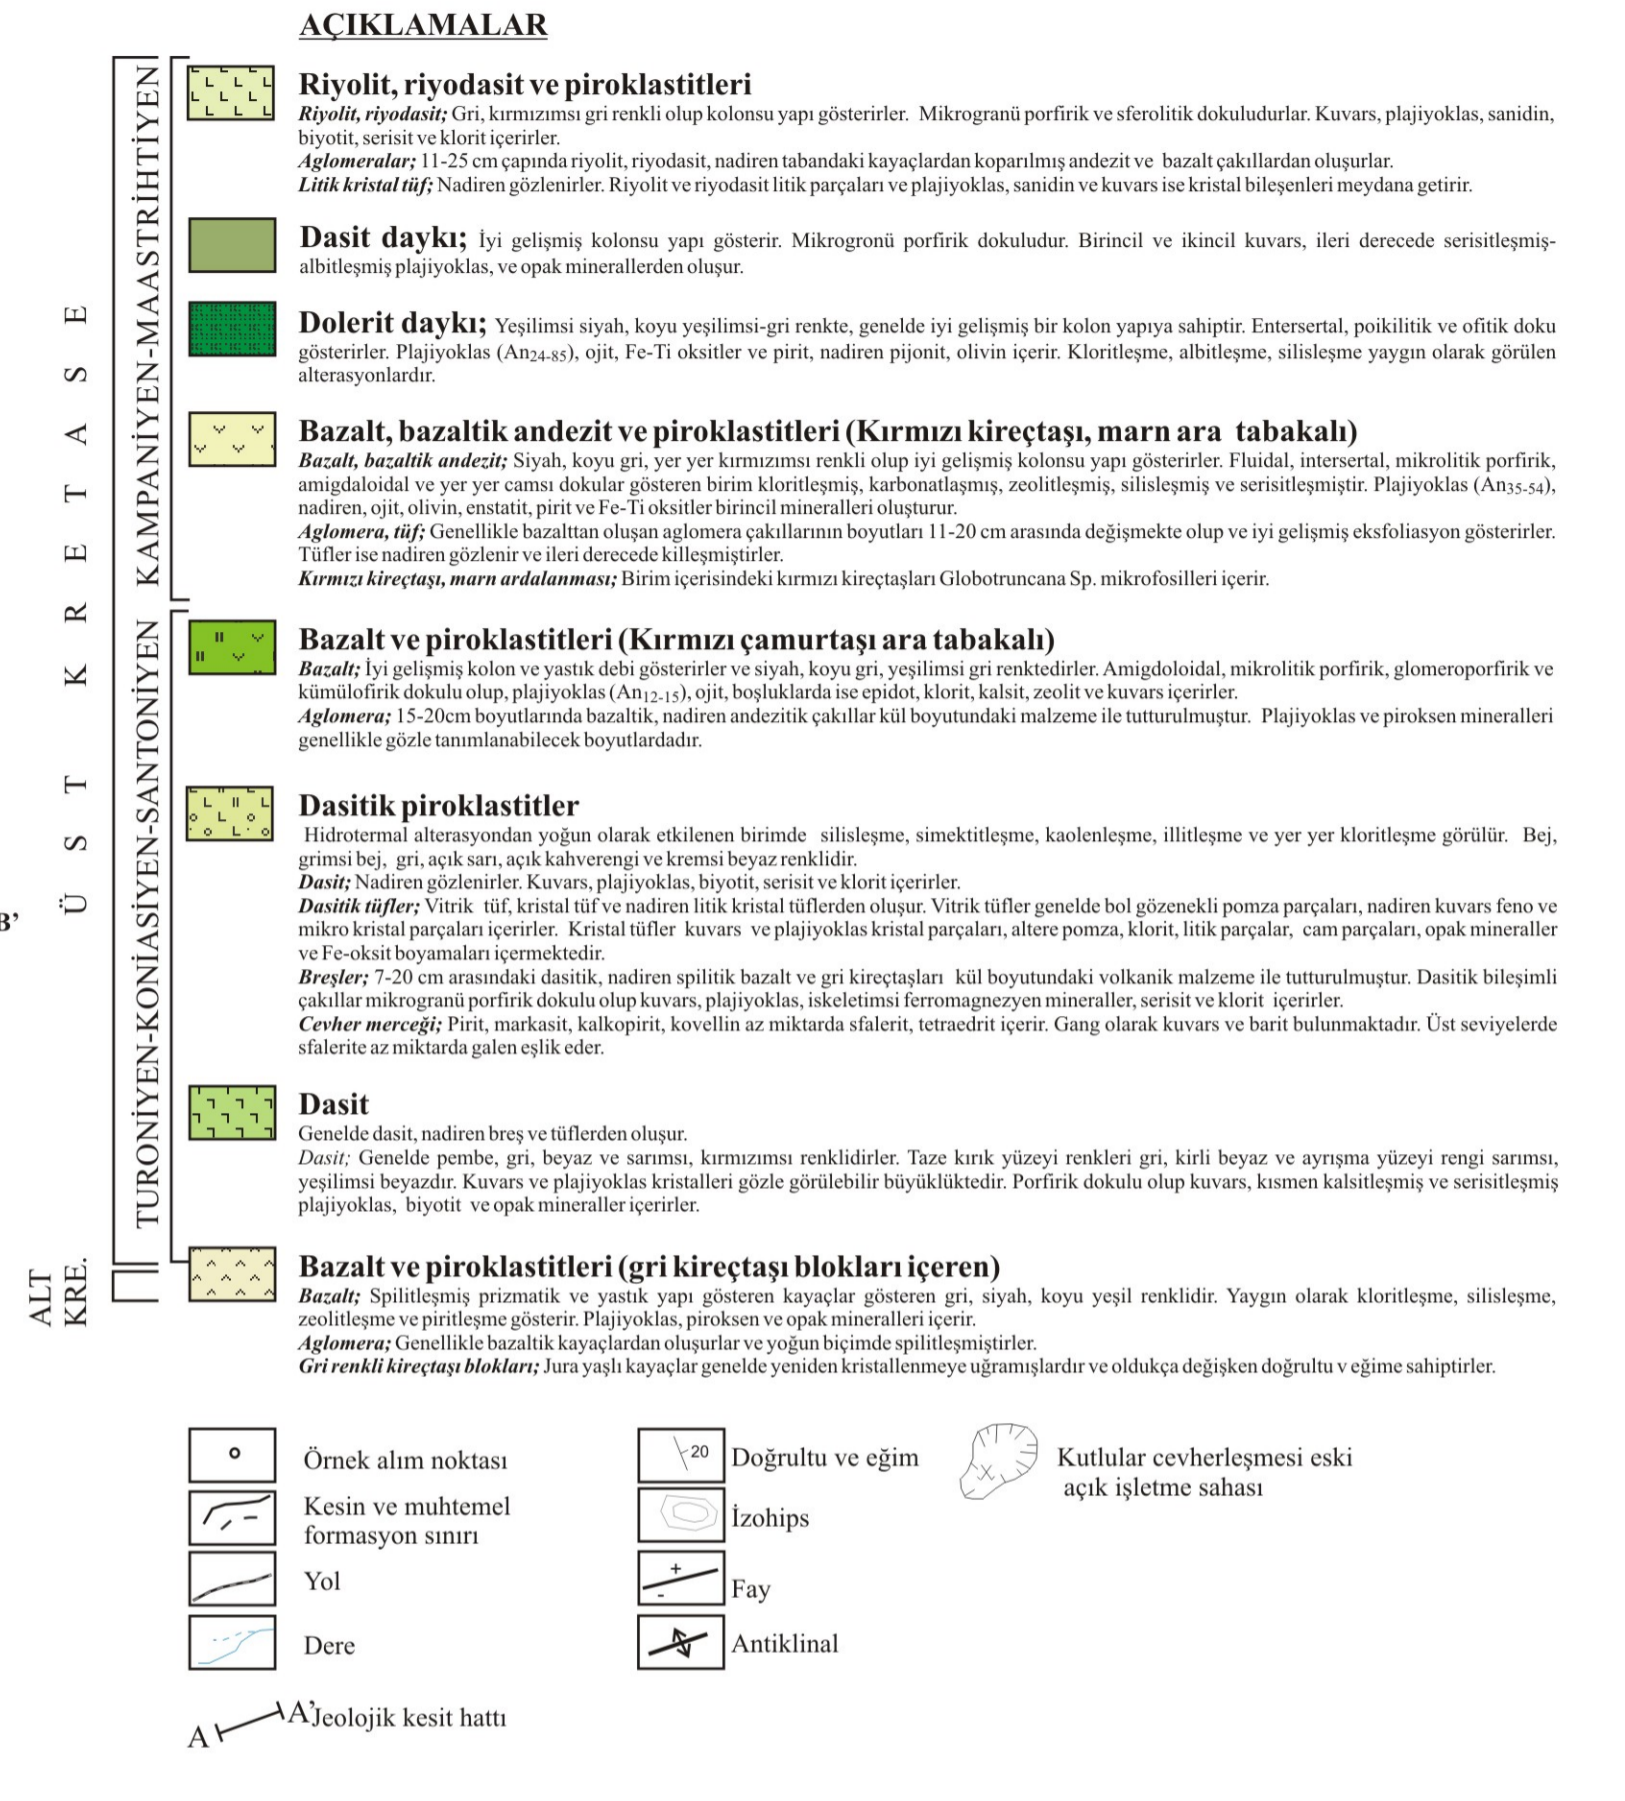 AÇIKLAMALAR
ÜST KRETASE
ALT
KRE.
KAMPANİYEN-MAASTRİHTİYEN
TURONİYEN-KONİASİYEN-SANTONİYEN
B’
Riyolit, riyodasit ve piroklastitleri
Riyolit, riyodasit; Gri, kırmızımsı gri renkli olup kolonsu yapı gösterirler. Mikrogranü porfirik ve sferolitik dokuludurlar. Kuvars, plajiyoklas, sanidin,
biyotit, serisit ve klorit içerirler.
Aglomeralar; 11-25 cm çapında riyolit, riyodasit, nadiren tabandaki kayaçlardan koparılmış andezit ve bazalt çakıllardan oluşurlar.
Litik kristal tüf; Nadiren gözlenirler. Riyolit ve riyodasit litik parçaları ve plajiyoklas, sanidin ve kuvars ise kristal bileşenleri meydana getirir.
Dasit daykı; İyi gelişmiş kolonsu yapı gösterir. Mikrogronü porfirik dokuludur. Birincil ve ikincil kuvars, ileri derecede serisitleşmiş-
albitleşmiş plajiyoklas, ve opak minerallerden oluşur.
Dolerit daykı; Yeşilimsi siyah, koyu yeşilimsi-gri renkte, genelde iyi gelişmiş bir kolon yapıya sahiptir. Entersertal, poikilitik ve ofitik doku
gösterirler. Plajiyoklas (An24-85), ojit, Fe-Ti oksitler ve pirit, nadiren pijonit, olivin içerir. Kloritleşme, albitleşme, silisleşme yaygın olarak görülen
alterasyonlardır.
Bazalt, bazaltik andezit ve piroklastitleri (Kırmızı kireçtaşı, marn ara tabakalı)
Bazalt, bazaltik andezit; Siyah, koyu gri, yer yer kırmızımsı renkli olup iyi gelişmiş kolonsu yapı gösterirler. Fluidal, intersertal, mikrolitik porfirik,
amigdaloidal ve yer yer camsı dokular gösteren birim kloritleşmiş, karbonatlaşmış, zeolitleşmiş, silisleşmiş ve serisitleşmiştir. Plajiyoklas (An35-54),
nadiren, ojit, olivin, enstatit, pirit ve Fe-Ti oksitler birincil mineralleri oluşturur.
Aglomera, tüf; Genellikle bazalttan oluşan aglomera çakıllarının boyutları 11-20 cm arasında değişmekte olup ve iyi gelişmiş eksfoliasyon gösterirler.
Tüfler ise nadiren gözlenir ve ileri derecede killeşmiştirler.
Kırmızı kireçtaşı, marn ardalanması; Birim içerisindeki kırmızı kireçtaşları Globotruncana Sp. mikrofosilleri içerir.
Bazalt ve piroklastitleri (Kırmızı çamurtaşı ara tabakalı)
Bazalt; İyi gelişmiş kolon ve yastık debi gösterirler ve siyah, koyu gri, yeşilimsi gri renktedirler. Amigdoloidal, mikrolitik porfirik, glomeroporfirik ve
kümülofirik dokulu olup, plajiyoklas (An12-15), ojit, boşluklarda ise epidot, klorit, kalsit, zeolit ve kuvars içerirler.
Aglomera; 15-20cm boyutlarında bazaltik, nadiren andezitik çakıllar kül boyutundaki malzeme ile tutturulmuştur. Plajiyoklas ve piroksen mineralleri
genellikle gözle tanımlanabilecek boyutlardadır.
Dasitik piroklastitler
Hidrotermal alterasyondan yoğun olarak etkilenen birimde silisleşme, simektitleşme, kaolenleşme, illitleşme ve yer yer kloritleşme görülür. Bej,
grimsi bej, gri, açık sarı, açık kahverengi ve kremsi beyaz renklidir.
Dasit; Nadiren gözlenirler. Kuvars, plajiyoklas, biyotit, serisit ve klorit içerirler.
Dasitik tüfler; Vitrik tüf, kristal tüf ve nadiren litik kristal tüflerden oluşur. Vitrik tüfler genelde bol gözenekli pomza parçaları, nadiren kuvars feno ve
mikro kristal parçaları içerirler. Kristal tüfler kuvars ve plajiyoklas kristal parçaları, altere pomza, klorit, litik parçalar, cam parçaları, opak mineraller
ve Fe-oksit boyamaları içermektedir.
Breşler; 7-20 cm arasındaki dasitik, nadiren spilitik bazalt ve gri kireçtaşları kül boyutundaki volkanik malzeme ile tutturulmuştur. Dasitik bileşimli
çakıllar mikrogranü porfirik dokulu olup kuvars, plajiyoklas, iskeletimsi ferromagnezyen mineraller, serisit ve klorit içerirler.
Cevher merceği; Pirit, markasit, kalkopirit, kovellin az miktarda sfalerit, tetraedrit içerir. Gang olarak kuvars ve barit bulunmaktadır. Üst seviyelerde
sfalerite az miktarda galen eşlik eder.
Dasit
Genelde dasit, nadiren breş ve tüflerden oluşur.
Dasit; Genelde pembe, gri, beyaz ve sarımsı, kırmızımsı renklidirler. Taze kırık yüzeyi renkleri gri, kirli beyaz ve ayrışma yüzeyi rengi sarımsı,
yeşilimsi beyazdır. Kuvars ve plajiyoklas kristalleri gözle görülebilir büyüklüktedir. Porfirik dokulu olup kuvars, kısmen kalsitleşmiş ve serisitleşmiş
plajiyoklas, biyotit ve opak mineraller içerirler.
Bazalt ve piroklastitleri (gri kireçtaşı blokları içeren)
Bazalt; Spilitleşmiş prizmatik ve yastık yapı gösteren kayaçlar gösteren gri, siyah, koyu yeşil renklidir. Yaygın olarak kloritleşme, silisleşme,
zeolitleşme ve piritleşme gösterir. Plajiyoklas, piroksen ve opak mineralleri içerir.
Aglomera; Genellikle bazaltik kayaçlardan oluşurlar ve yoğun biçimde spilitleşmiştirler.
Gri renkli kireçtaşı blokları; Jura yaşlı kayaçlar genelde yeniden kristallenmeye uğramışlardır ve oldukça değişken doğrultu v eğime sahiptirler.
Örnek alım noktası
Kesin ve muhtemel
formasyon sınırı
Yol
Dere
A A’ Jeolojik kesit hattı
20 Doğrultu ve eğim
İzohips
+ - Fay
Antiklinal
Kutlular cevherleşmesi eski
açık işletme sahası